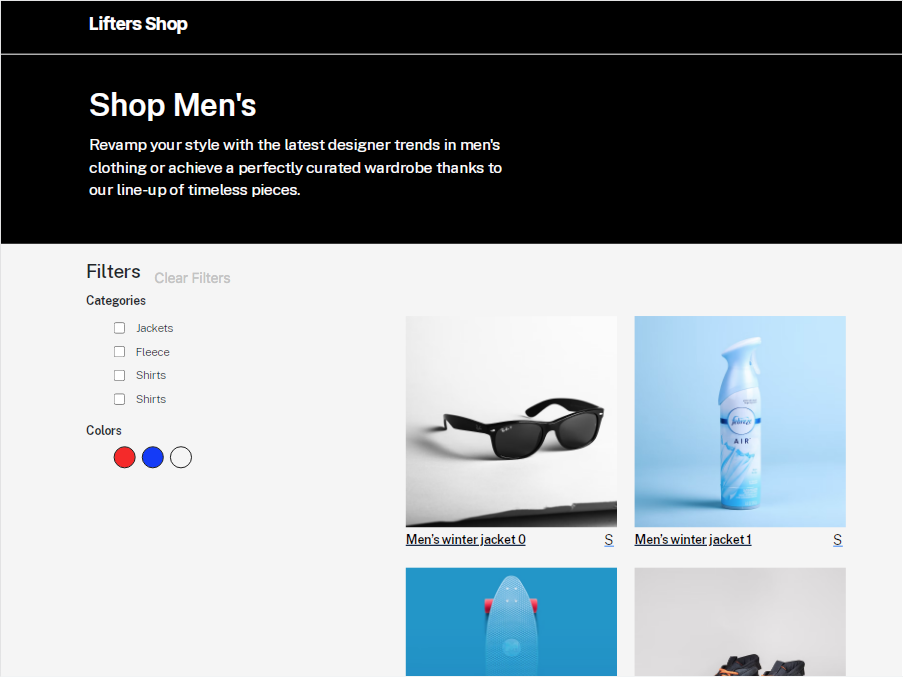 Lifters Shop
Shop Men's
Revamp your style with the latest designer trends in men's
clothing or achieve a perfectly curated wardrobe thanks to
our line-up of timeless pieces.
Filters
Clear Filters
Categories
Jackets
Fleece
Shirts
Shirts
Colors
febreze
AIR
Men's winter jacket 0
S
Men's winter jacket 1
S